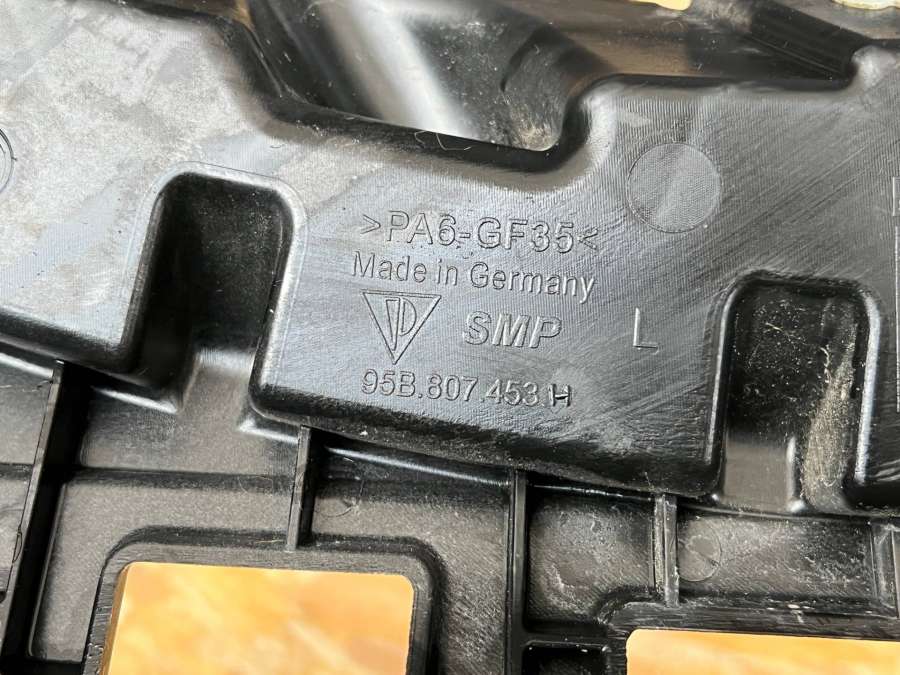 >PA6-GF35<
Made in Germany
SMP L
95B.807.453.H